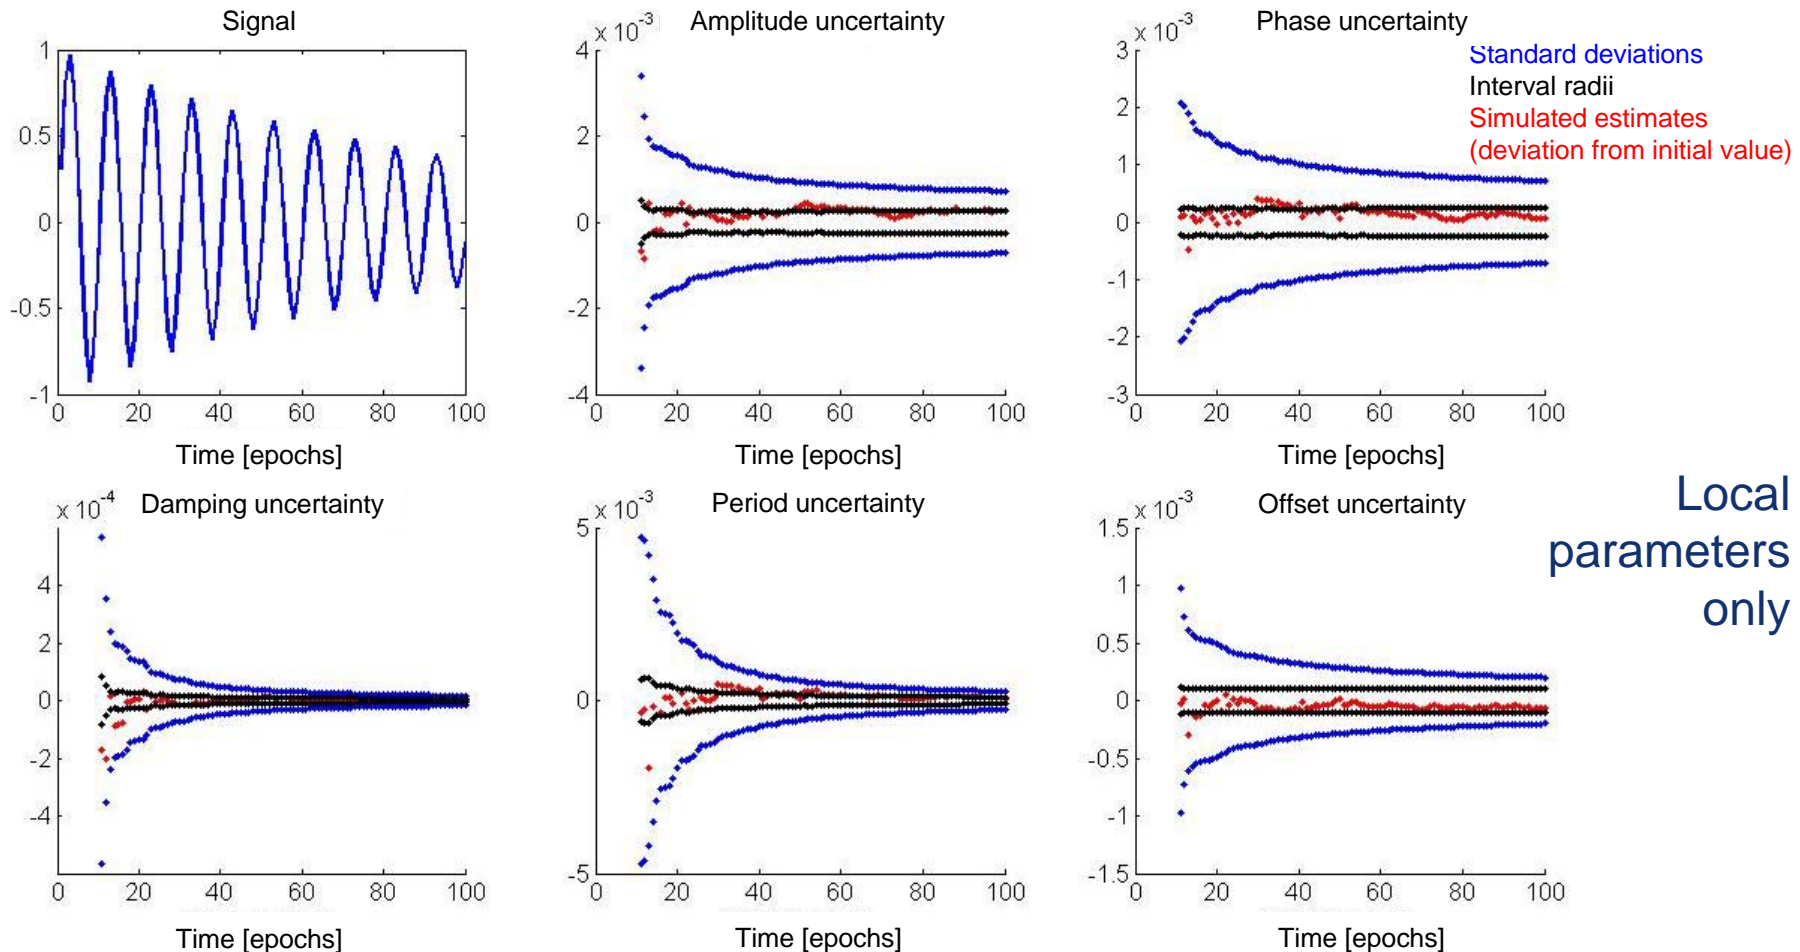 Signal
1
0.5
0
-0.5
-1
0 20 40 60 80 100
Time [epochs]
Amplitude uncertainty
x 10-3
4
2
0
-2
-4
0 20 40 60 80 100
Time [epochs]
Phase uncertainty
x 10-3
3
2
1
0
-1
-2
-3
0 20 40 60 80 100
Time [epochs]
Standard deviations
Interval radii
Simulated estimates
(deviation from initial value)
Damping uncertainty
x 10-4
4
2
0
-2
-4
0 20 40 60 80 100
Time [epochs]
Period uncertainty
x 10-3
5
0
-5
0 20 40 60 80 100
Time [epochs]
Offset uncertainty
x 10-3
1.5
1
0.5
0
-0.5
-1
-1.5
0 20 40 60 80 100
Time [epochs]
Local
parameters
only